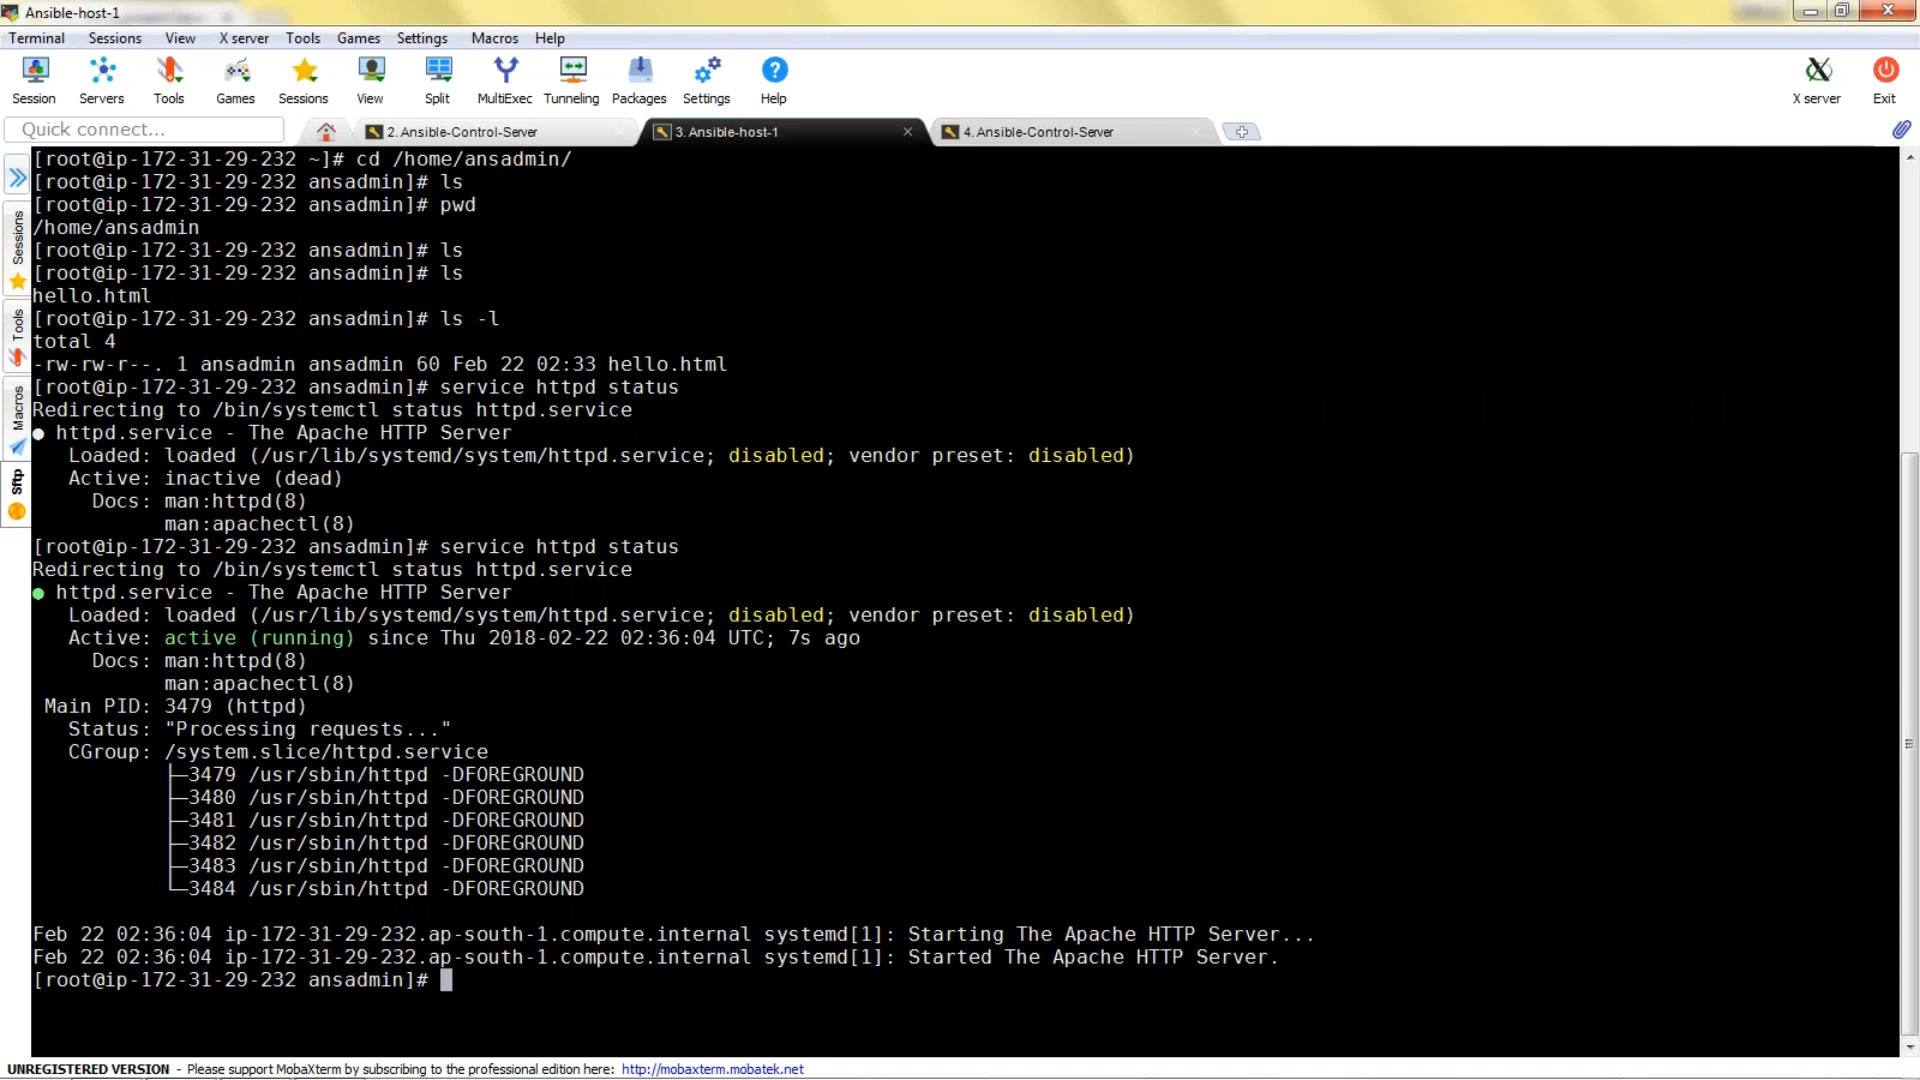 Ansible-host-1
Terminal Sessions View X server Tools Games Settings Macros Help
Session Servers Tools Games Sessions View Split MultiExec Tunneling Packages Settings Help X server Exit
Quick connect... 2. Ansible-Control-Server 3. Ansible-host-1 4. Ansible-Control-Server
Sessions
Tools
Macros
Sftp
[root@ip-172-31-29-232 ~]# cd /home/ansadmin/
[root@ip-172-31-29-232 ansadmin]# ls
[root@ip-172-31-29-232 ansadmin]# pwd
/home/ansadmin
[root@ip-172-31-29-232 ansadmin]# ls
[root@ip-172-31-29-232 ansadmin]# ls
hello.html
[root@ip-172-31-29-232 ansadmin]# ls -l
total 4
-rw-rw-r--. 1 ansadmin ansadmin 60 Feb 22 02:33 hello.html
[root@ip-172-31-29-232 ansadmin]# service httpd status
Redirecting to /bin/systemctl status httpd.service
● httpd.service - The Apache HTTP Server
Loaded: loaded (/usr/lib/systemd/system/httpd.service; disabled; vendor preset: disabled)
Active: inactive (dead)
Docs: man:httpd(8)
man:apachectl(8)
[root@ip-172-31-29-232 ansadmin]# service httpd status
Redirecting to /bin/systemctl status httpd.service
● httpd.service - The Apache HTTP Server
Loaded: loaded (/usr/lib/systemd/system/httpd.service; disabled; vendor preset: disabled)
Active: active (running) since Thu 2018-02-22 02:36:04 UTC; 7s ago
Docs: man:httpd(8)
man:apachectl(8)
Main PID: 3479 (httpd)
Status: "Processing requests..."
CGroup: /system.slice/httpd.service
├─3479 /usr/sbin/httpd -DFOREGROUND
├─3480 /usr/sbin/httpd -DFOREGROUND
├─3481 /usr/sbin/httpd -DFOREGROUND
├─3482 /usr/sbin/httpd -DFOREGROUND
├─3483 /usr/sbin/httpd -DFOREGROUND
└─3484 /usr/sbin/httpd -DFOREGROUND
Feb 22 02:36:04 ip-172-31-29-232.ap-south-1.compute.internal systemd[1]: Starting The Apache HTTP Server...
Feb 22 02:36:04 ip-172-31-29-232.ap-south-1.compute.internal systemd[1]: Started The Apache HTTP Server.
[root@ip-172-31-29-232 ansadmin]#
UNREGISTERED VERSION - Please support MobaXterm by subscribing to the professional edition here: http://mobaxterm.mobatek.net